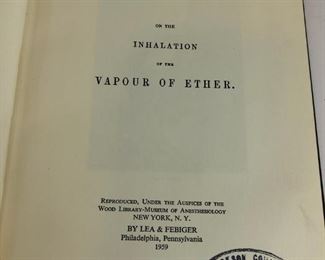 ON THE
INHALATION
OF THE
VAPOUR OF ETHER.
Reproduced, Under the Auspices of the
Wood Library-Museum of Anesthesiology
NEW YORK, N. Y.
BY LEA & FEBIGER
Philadelphia, Pennsylvania
1959